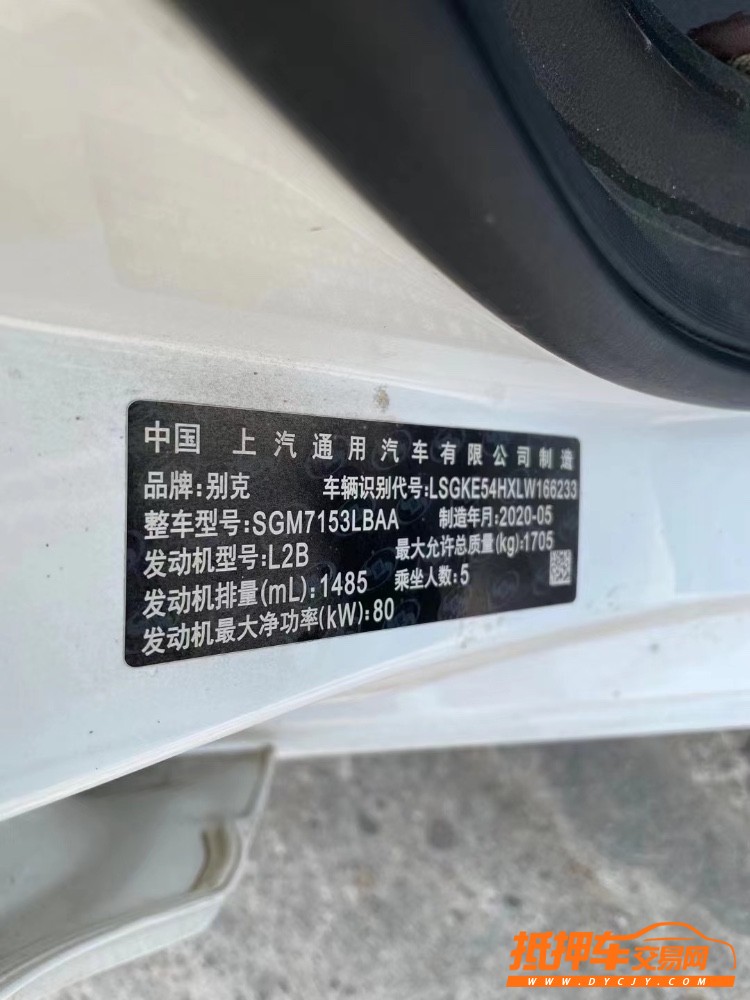 中国 上汽通用汽车有限公司制造
品牌:别克 车辆识别代号:LSGKE54HXLW166233
整车型号:SGM7153LBAA 制造年月:2020-05
发动机型号:L2B 最大允许总质量(kg):1705
发动机排量(mL):1485 乘坐人数:5
发动机最大净功率(kW):80
抵押车交易网
WWW.DYCJY.COM